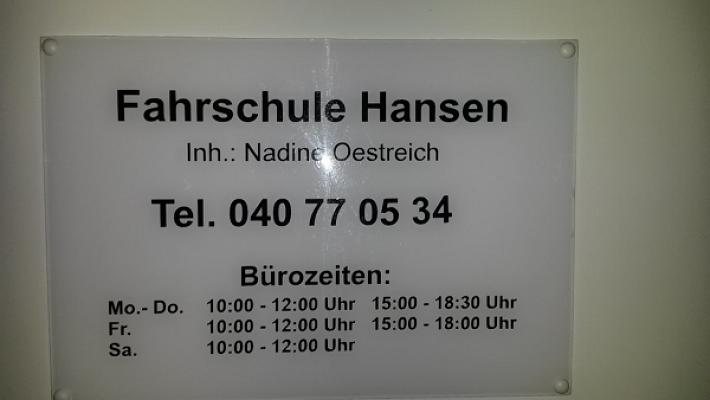 Fahrschule Hansen
Inh.: Nadine Oestreich
Tel. 040 77 05 34
Bürozeiten:
Mo.- Do. 10:00 - 12:00 Uhr 15:00 - 18:30 Uhr
Fr. 10:00 - 12:00 Uhr 15:00 - 18:00 Uhr
Sa. 10:00 - 12:00 Uhr